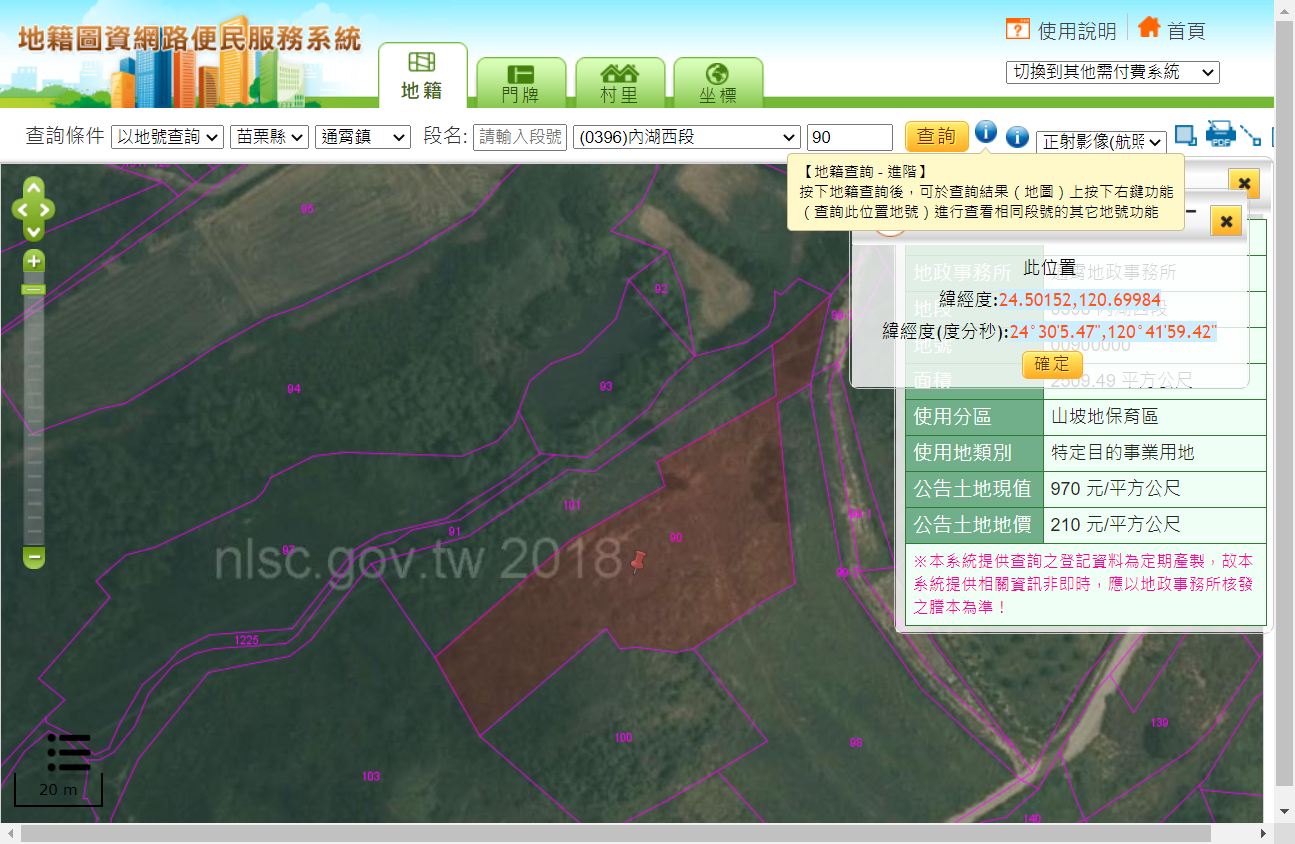 地籍圖資網路便民服務系統
地籍
門牌
村里
坐標
使用說明
首頁
切換到其他需付費系統
查詢條件 以地號查詢 苗栗縣 通霄鎮 段名: 請輸入段號 (0396)內湖西段 90 查詢 正射影像(航照
【地籍查詢 - 進階】
按下地籍查詢後，可於查詢結果（地圖）上按下右鍵功能
（查詢此位置地號）進行查看相同段號的其它地號功能
此位置
緯經度:24.50152,120.69984
緯經度(度分秒):24°30'5.47",120°41'59.42"
確定
地政事務所 地政事務所
地段 內湖西段
地號 00900000
面積 2509.49 平方公尺
使用分區 山坡地保育區
使用地類別 特定目的事業用地
公告土地現值 970 元/平方公尺
公告土地地價 210 元/平方公尺
※本系統提供查詢之登記資料為定期產製，故本
系統提供相關資訊非即時，應以地政事務所核發
之謄本為準！
96
92
94
93
101
91
97
90
nlsc.gov.tw 2018
1225
100
98
139
103
140
20 m
PDF